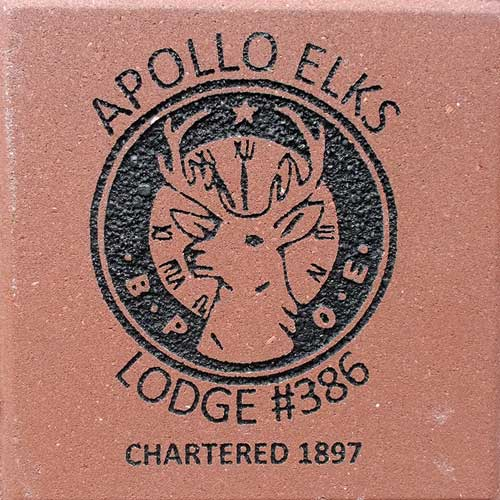 APOLLO ELKS
B. P. O. E.
LODGE #386
CHARTERED 1897